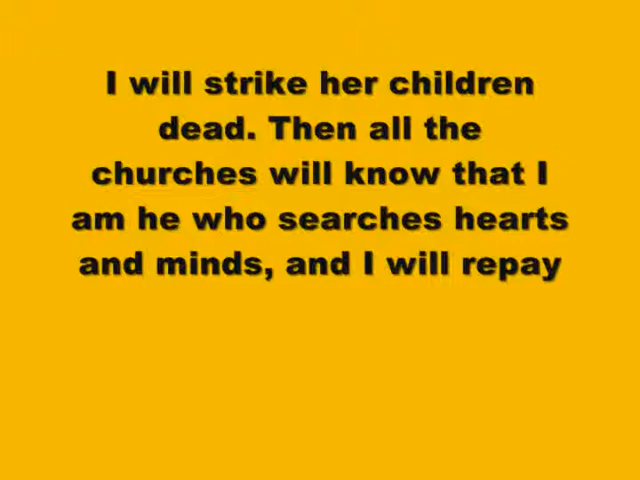 I will strike her children
dead. Then all the
churches will know that I
am he who searches hearts
and minds, and I will repay